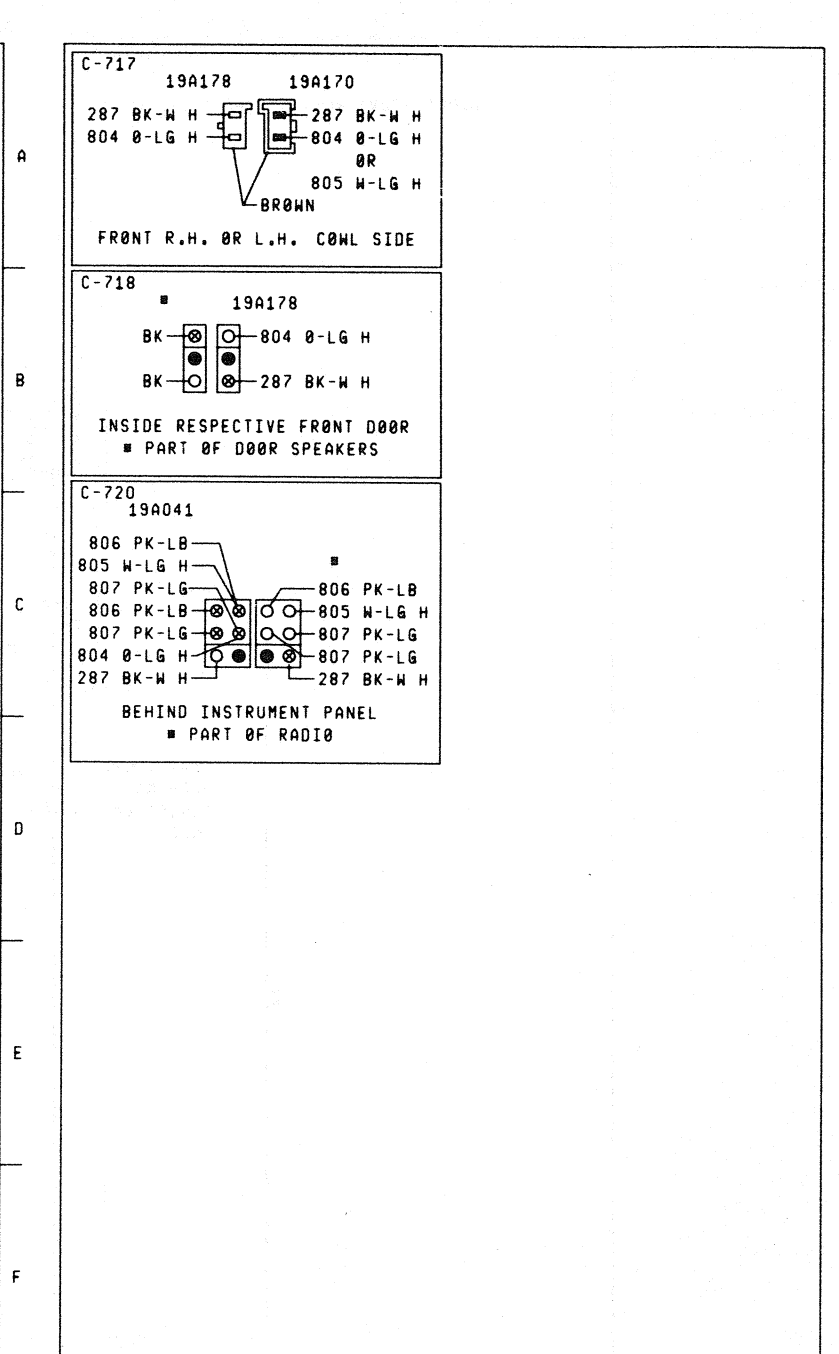 C-717
19A178 19A170
287 BK-W H 287 BK-W H
804 O-LG H 804 O-LG H
OR
805 W-LG H
BROWN
FRONT R.H. OR L.H. COWL SIDE
A
C-718
■ 19A178
BK 804 O-LG H
BK 287 BK-W H
B
INSIDE RESPECTIVE FRONT DOOR
■ PART OF DOOR SPEAKERS
C-720
19A041
806 PK-LB
■
805 W-LG H
807 PK-LG 806 PK-LB
806 PK-LB 805 W-LG H
C
807 PK-LG 807 PK-LG
804 O-LG H 807 PK-LG
287 BK-W H 287 BK-W H
BEHIND INSTRUMENT PANEL
■ PART OF RADIO
D
E
F